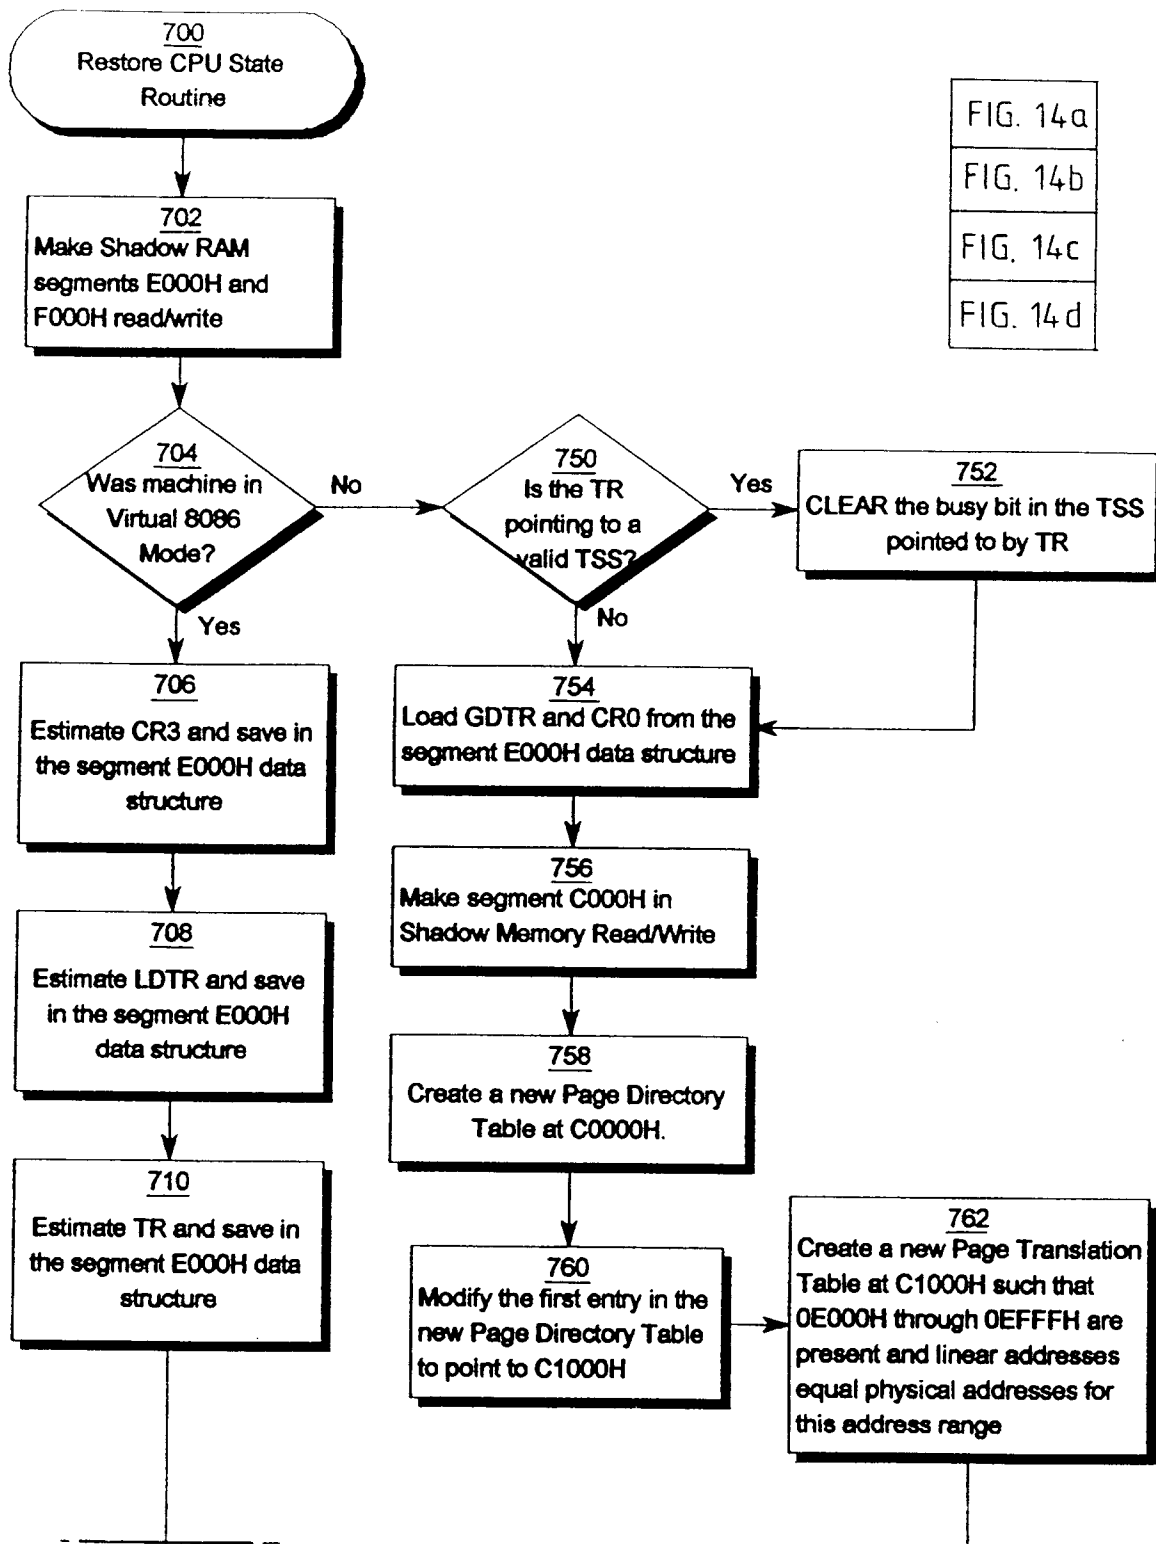 700
Restore CPU State
Routine
FIG. 14a
FIG. 14b
FIG. 14c
FIG. 14d
702
Make Shadow RAM
segments E000H and
F000H read/write
704
Was machine in
Virtual 8086
Mode?
No
Yes
750
Is the TR
pointing to a
valid TSS?
Yes
No
752
CLEAR the busy bit in the TSS
pointed to by TR
706
Estimate CR3 and save in
the segment E000H data
structure
754
Load GDTR and CR0 from the
segment E000H data structure
756
Make segment C000H in
Shadow Memory Read/Write
708
Estimate LDTR and save
in the segment E000H
data structure
758
Create a new Page Directory
Table at C0000H.
710
Estimate TR and save in
the segment E000H data
structure
760
Modify the first entry in the
new Page Directory Table
to point to C1000H
762
Create a new Page Translation
Table at C1000H such that
0E000H through 0EFFFH are
present and linear addresses
equal physical addresses for
this address range